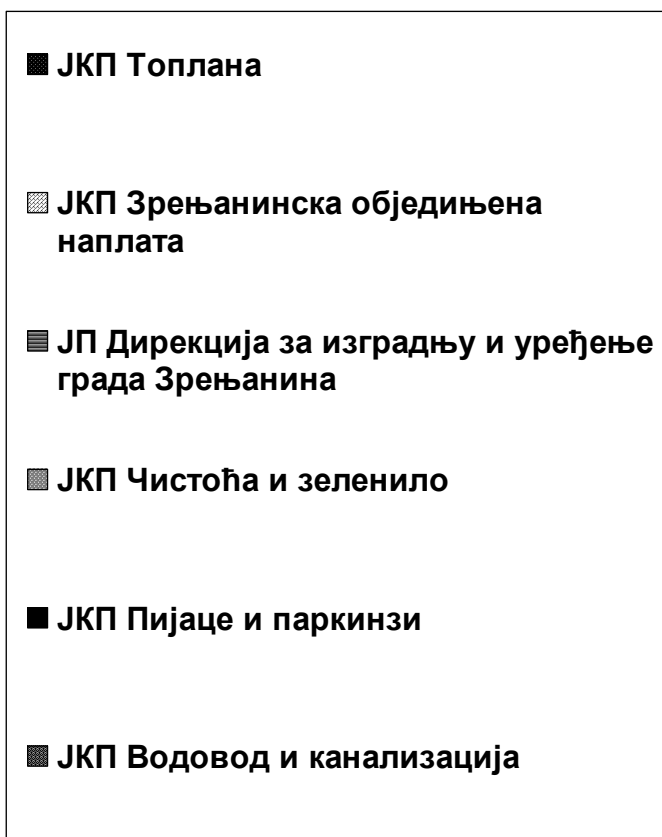 ЈКП Топлана
ЈКП Зрењанинска обједињена
наплата
ЈП Дирекција за изградњу и уређење
града Зрењанина
ЈКП Чистоћа и зеленило
ЈКП Пијаце и паркинзи
ЈКП Водовод и канализација